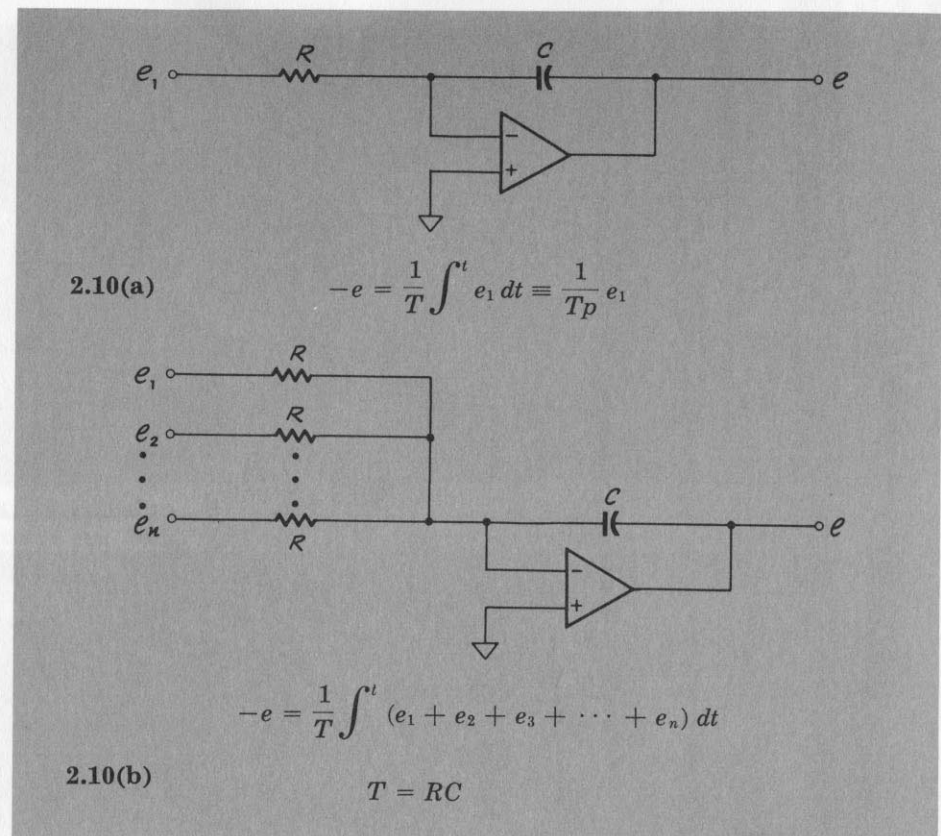 R C
e₁ e
−
+
2.10(a) −e = 1/T ∫ᵗ e₁ dt ≡ 1/Tp e₁
R
e₁
R
e₂
C
eₙ e
R
−
+
−e = 1/T ∫ᵗ (e₁ + e₂ + e₃ + ··· + eₙ) dt
2.10(b) T = RC